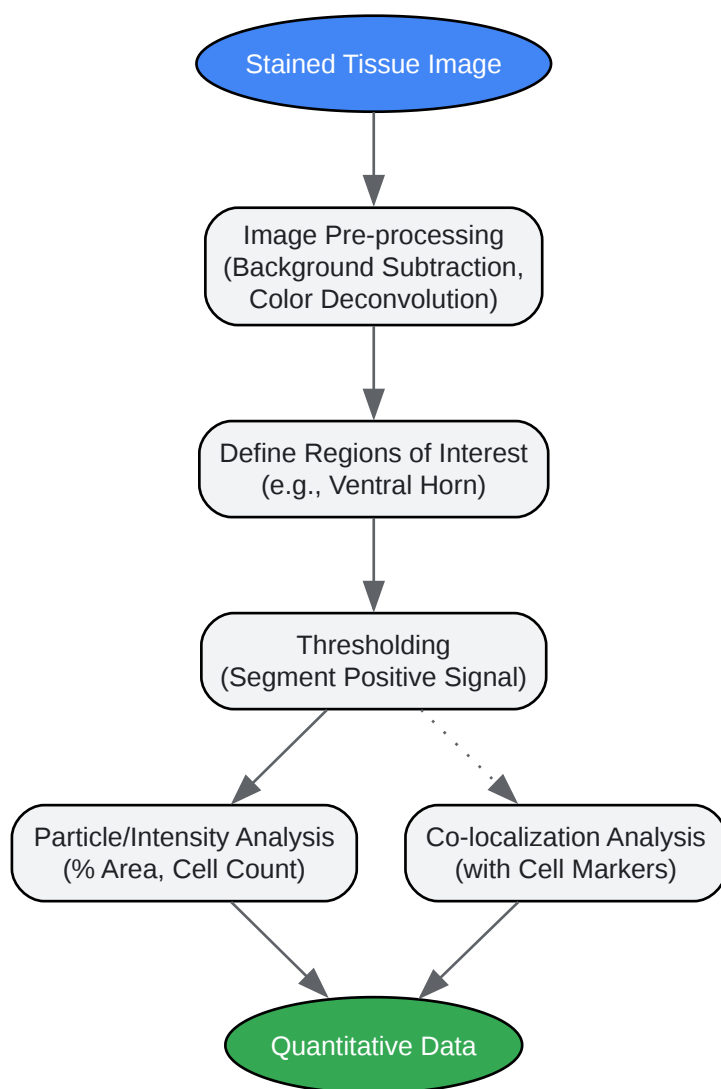 Stained Tissue Image
Image Pre-processing
(Background Subtraction,
Color Deconvolution)
Define Regions of Interest
(e.g., Ventral Horn)
Thresholding
(Segment Positive Signal)
Particle/Intensity Analysis
(% Area, Cell Count)
Co-localization Analysis
(with Cell Markers)
Quantitative Data